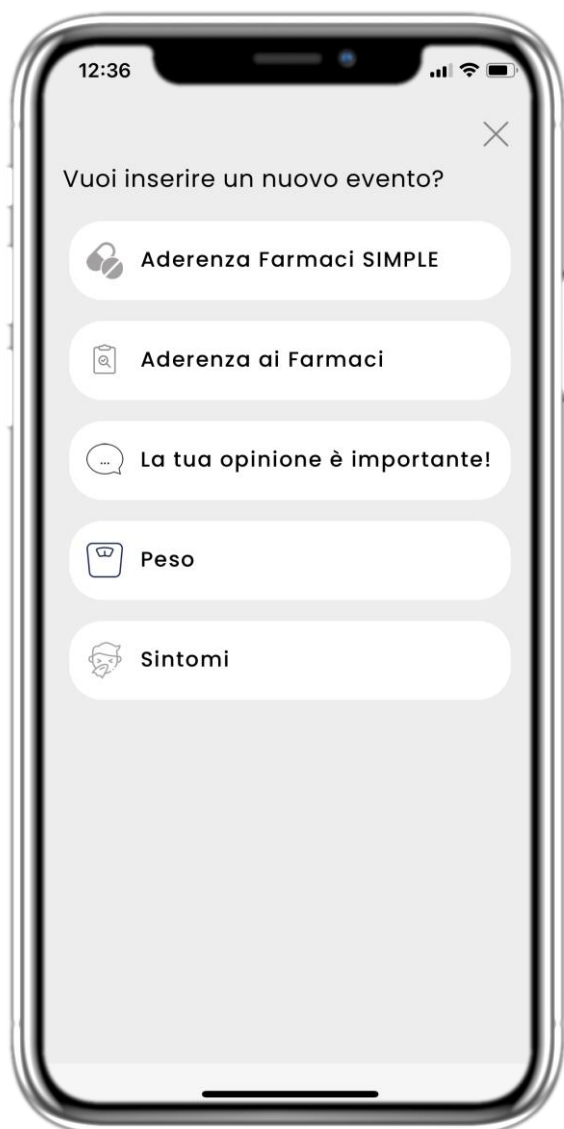 12:36
Vuoi inserire un nuovo evento?
Aderenza Farmaci SIMPLE
Aderenza ai Farmaci
La tua opinione è importante!
Peso
Sintomi